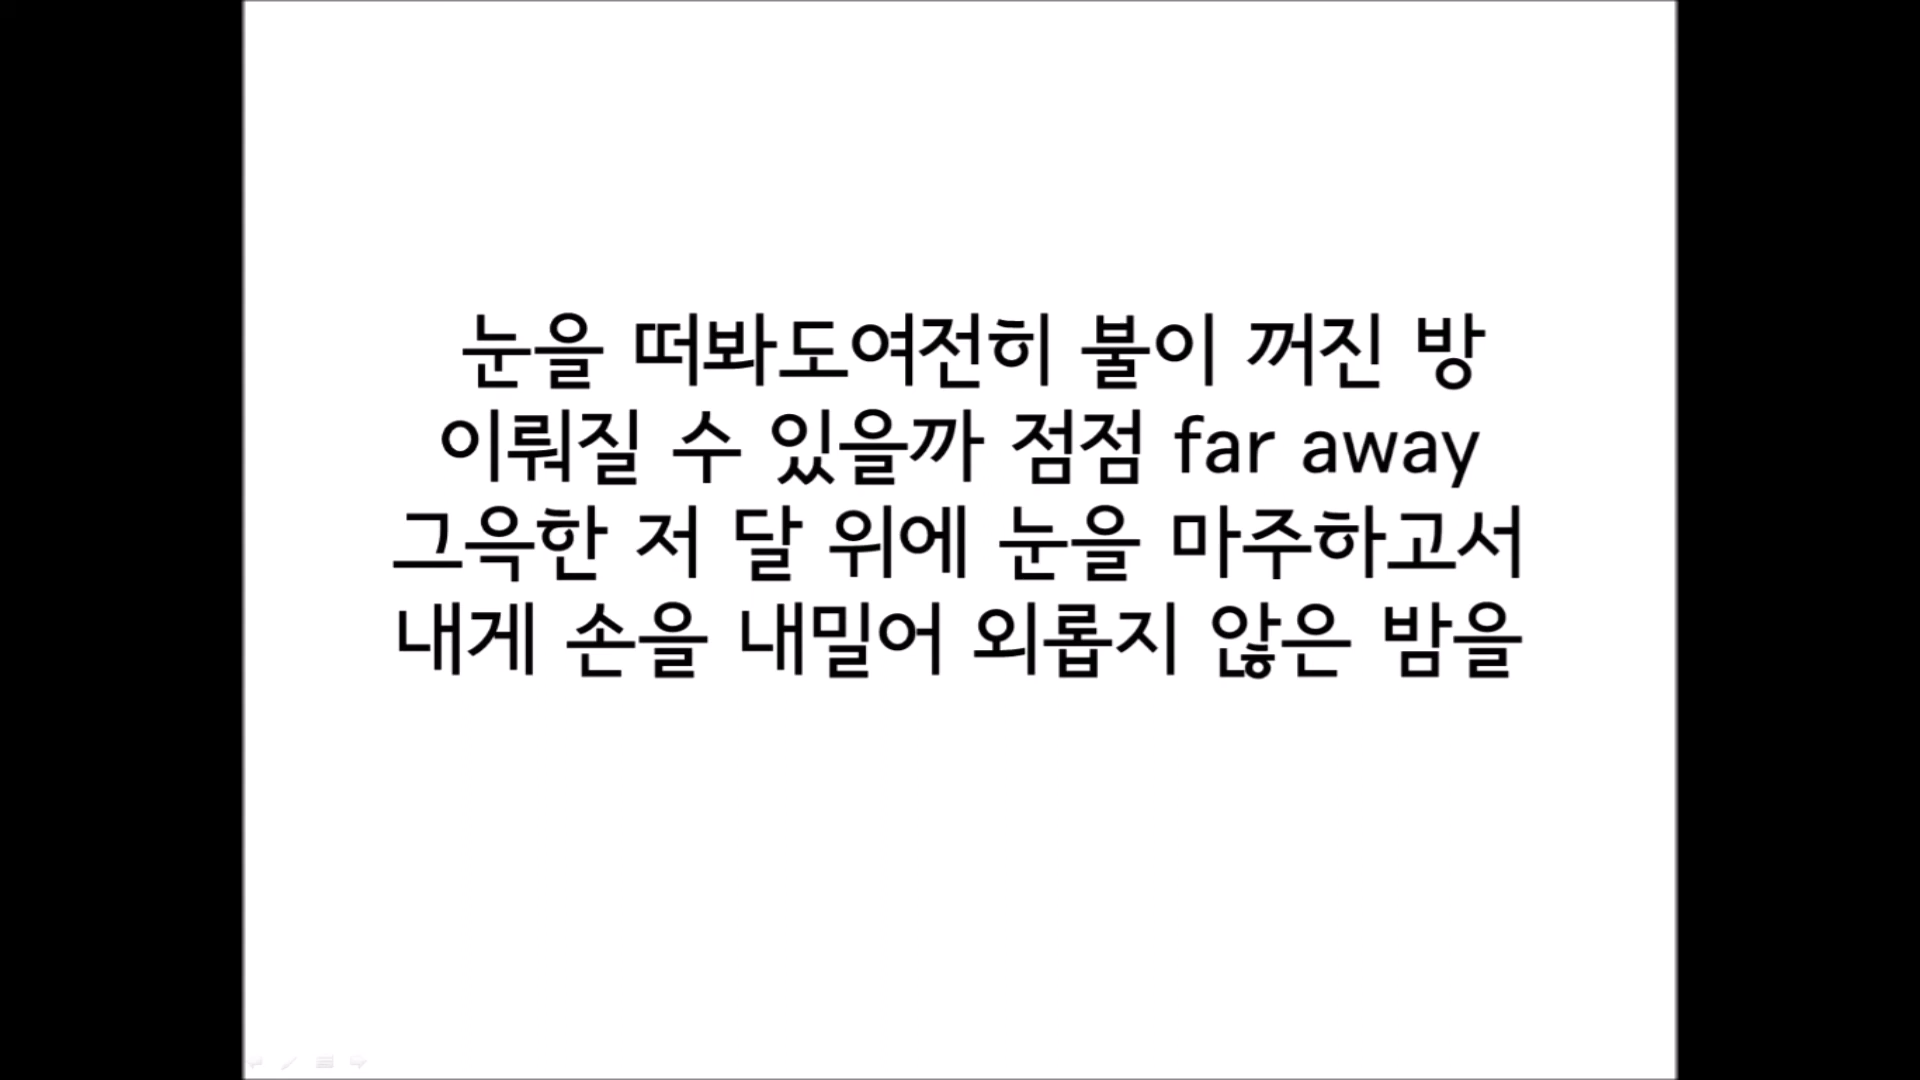 눈을 떠봐도여전히 불이 꺼진 방
이뤄질 수 있을까 점점 far away
그윽한 저 달 위에 눈을 마주하고서
내게 손을 내밀어 외롭지 않은 밤을